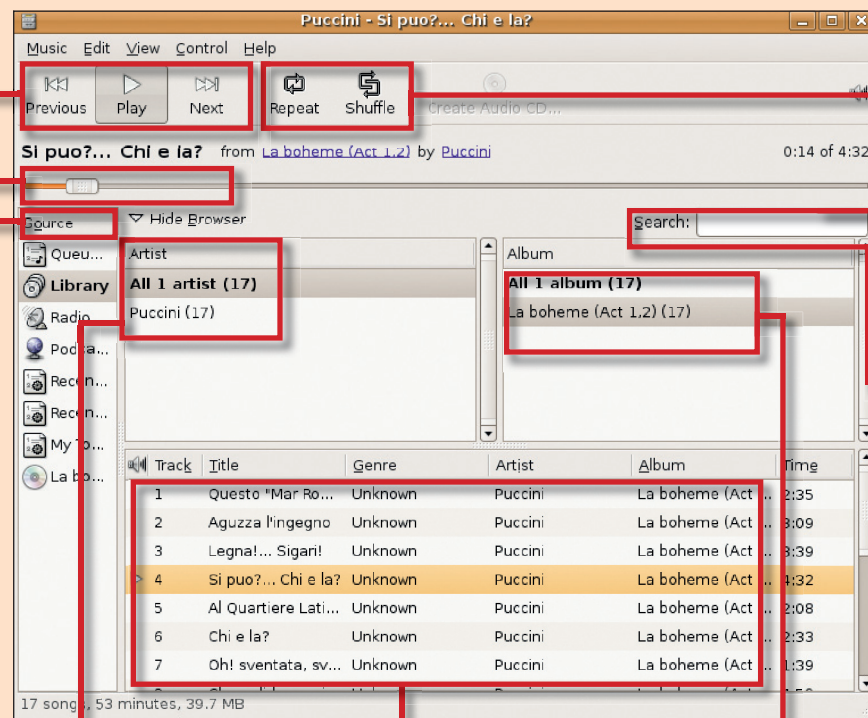 Puccini - Si puo?... Chi e la?
Music Edit View Control Help
Previous Play Next Repeat Shuffle Create Audio CD...
Si puo?... Chi e la? from La boheme (Act 1,2) by Puccini 0:14 of 4:32
Source Hide Browser Search:
Queu... Artist Album
Library All 1 artist (17) All 1 album (17)
Radio Puccini (17) La boheme (Act 1,2) (17)
Podca...
Recen...
Recen...
My To...
La bo... Track Title Genre Artist Album Time
1 Questo "Mar Ro... Unknown Puccini La boheme (Act ... 2:35
2 Aguzza l'ingegno Unknown Puccini La boheme (Act ... 3:09
3 Legna!... Sigari! Unknown Puccini La boheme (Act ... 3:39
4 Si puo?... Chi e la? Unknown Puccini La boheme (Act ... 4:32
5 Al Quartiere Lati... Unknown Puccini La boheme (Act ... 2:08
6 Chi e la? Unknown Puccini La boheme (Act ... 2:33
7 Oh! sventata, sv... Unknown Puccini La boheme (Act ... 1:39
17 songs, 53 minutes, 39.7 MB